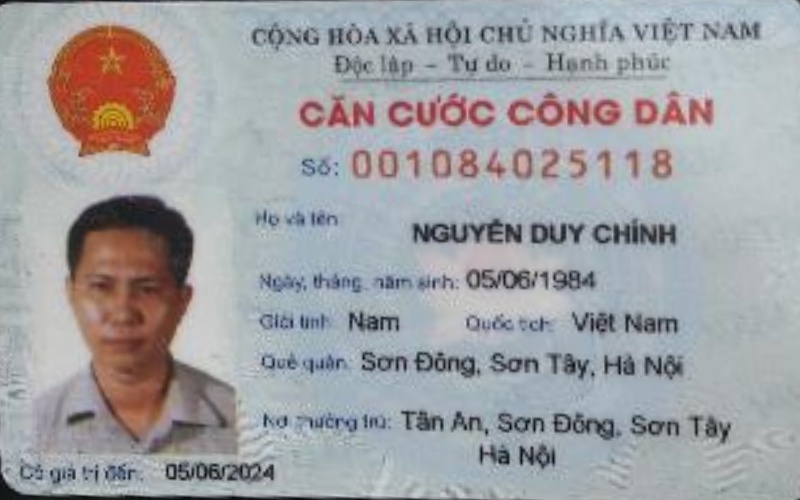 CỘNG HÒA XÃ HỘI CHỦ NGHĨA VIỆT NAM
Độc lập - Tự do - Hạnh phúc
CĂN CƯỚC CÔNG DÂN
Số: 001084025118
Họ và tên
NGUYỄN DUY CHÍNH
Ngày, tháng, năm sinh: 05/06/1984
Giới tính: Nam Quốc tịch: Việt Nam
Quê quán: Sơn Đông, Sơn Tây, Hà Nội
Nơi thường trú: Tân An, Sơn Đông, Sơn Tây
Hà Nội
Có giá trị đến: 05/06/2024